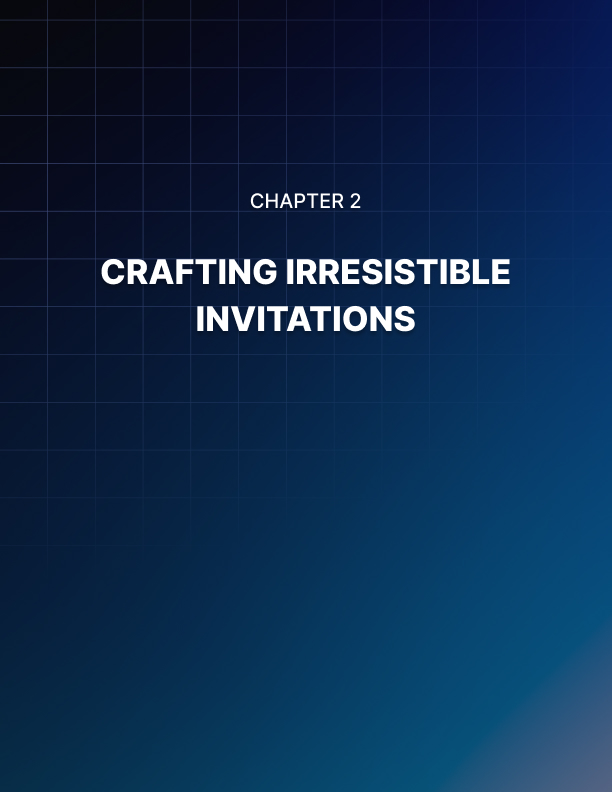 CHAPTER 2
CRAFTING IRRESISTIBLE
INVITATIONS